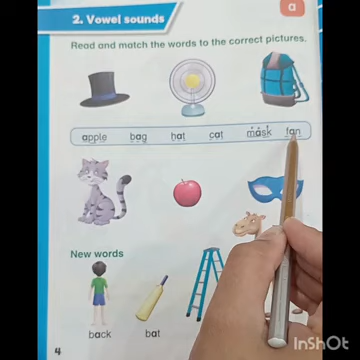 2. Vowel sounds
a
Read and match the words to the correct pictures.
apple bag hat cat mask fan
New words
back bat
4
InShot